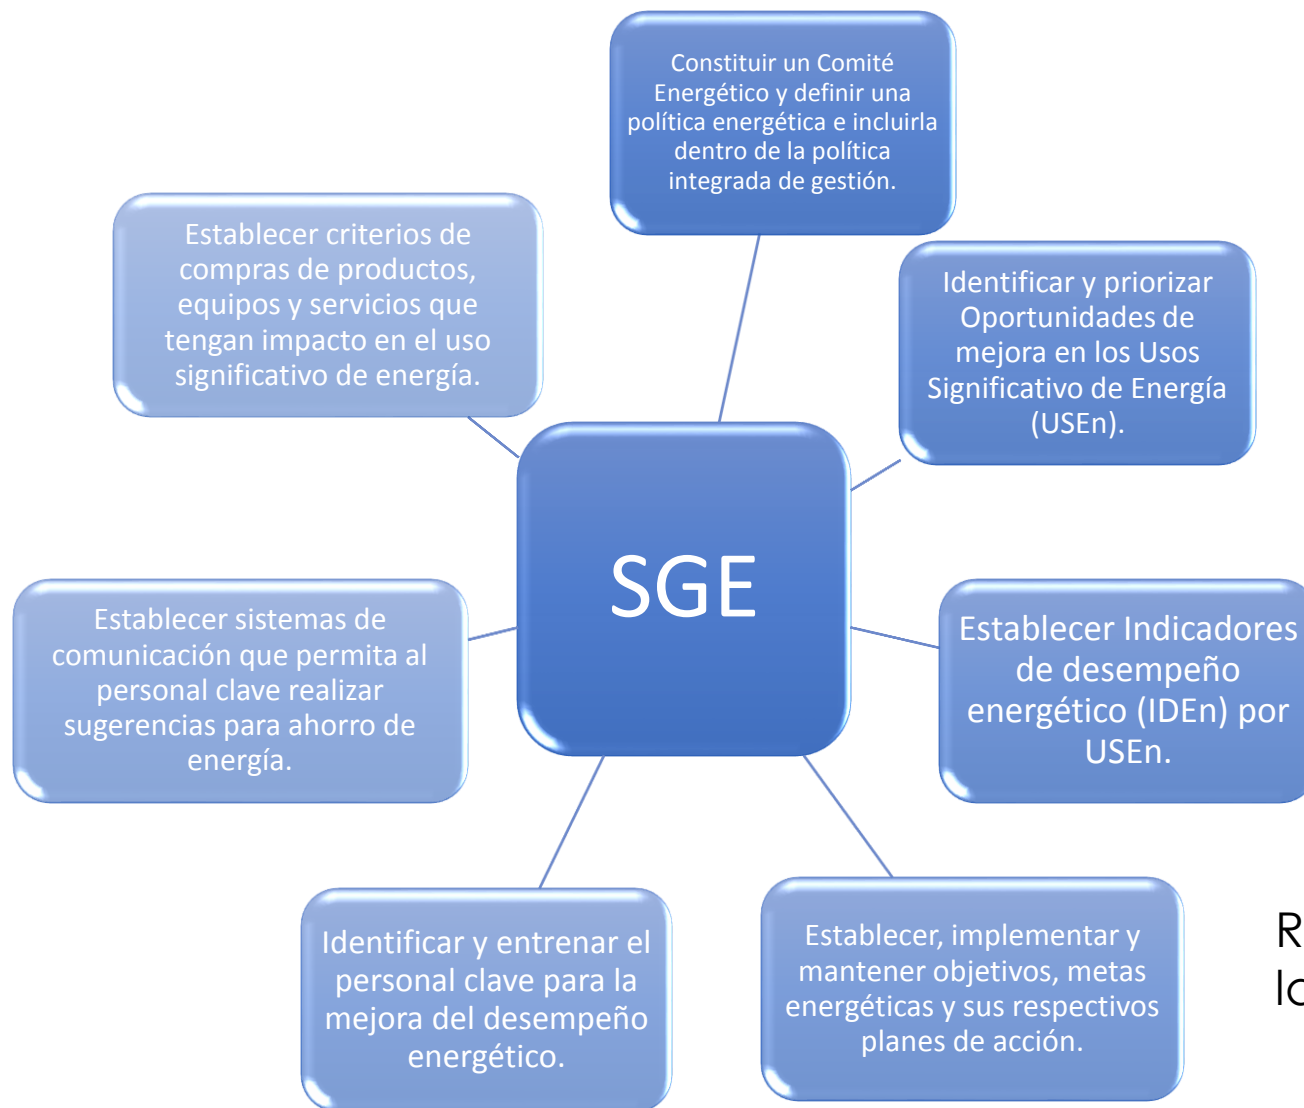 Constituir un Comité
Energético y definir una
política energética e incluirla
dentro de la política
integrada de gestión.
Identificar y priorizar
Oportunidades de
mejora en los Usos
Significativo de Energía
(USEn).
Establecer Indicadores
de desempeño
energético (IDEn) por
USEn.
Establecer, implementar y
mantener objetivos, metas
energéticas y sus respectivos
planes de acción.
Identificar y entrenar el
personal clave para la
mejora del desempeño
energético.
Establecer sistemas de
comunicación que permita al
personal clave realizar
sugerencias para ahorro de
energía.
Establecer criterios de
compras de productos,
equipos y servicios que
tengan impacto en el uso
significativo de energía.
SGE